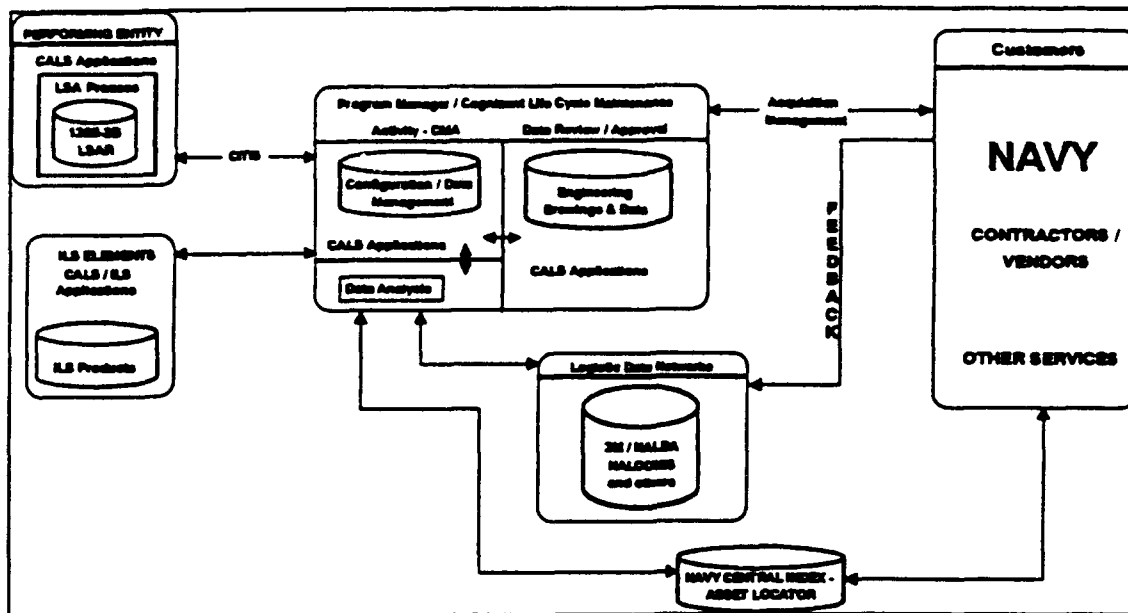 PERFORMING ENTITY
CALS Applications
LSA Process
1388-2B
LSAR
CITIS
ILS ELEMENTS
CALS / ILS
Applications
ILS Products
Program Manager / Cognizant Life Cycle Maintenance
Activity - CMA
Data Review / Approval
Configuration / Data
Management
Engineering
Drawings & Data
CALS Applications
CALS Applications
Data Analysis
Acquisition
Management
FEEDBACK
Logistic Data Networks
3M / NALDA
NALCOMIS
and others
NAVY CENTRAL INDEX -
ASSET LOCATOR
Customers
NAVY
CONTRACTORS /
VENDORS
OTHER SERVICES